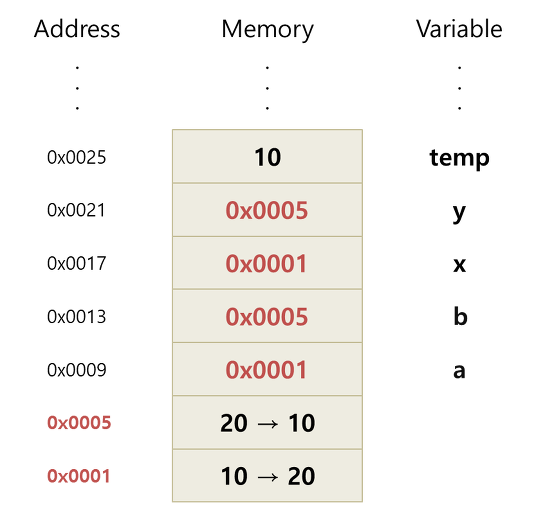 Address Memory Variable
. . .
. . .
. . .
0x0025 10 temp
0x0021 0x0005 y
0x0017 0x0001 x
0x0013 0x0005 b
0x0009 0x0001 a
0x0005 20 → 10
0x0001 10 → 20